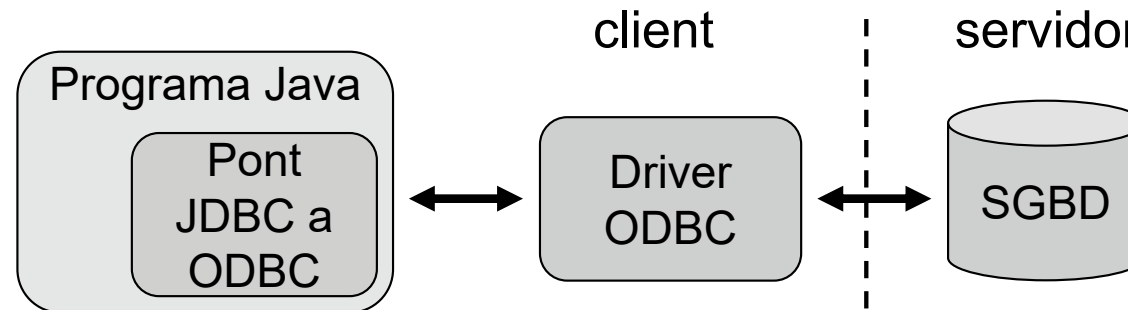 client
servidor
Programa Java
Pont
JDBC a
ODBC
Driver
ODBC
SGBD